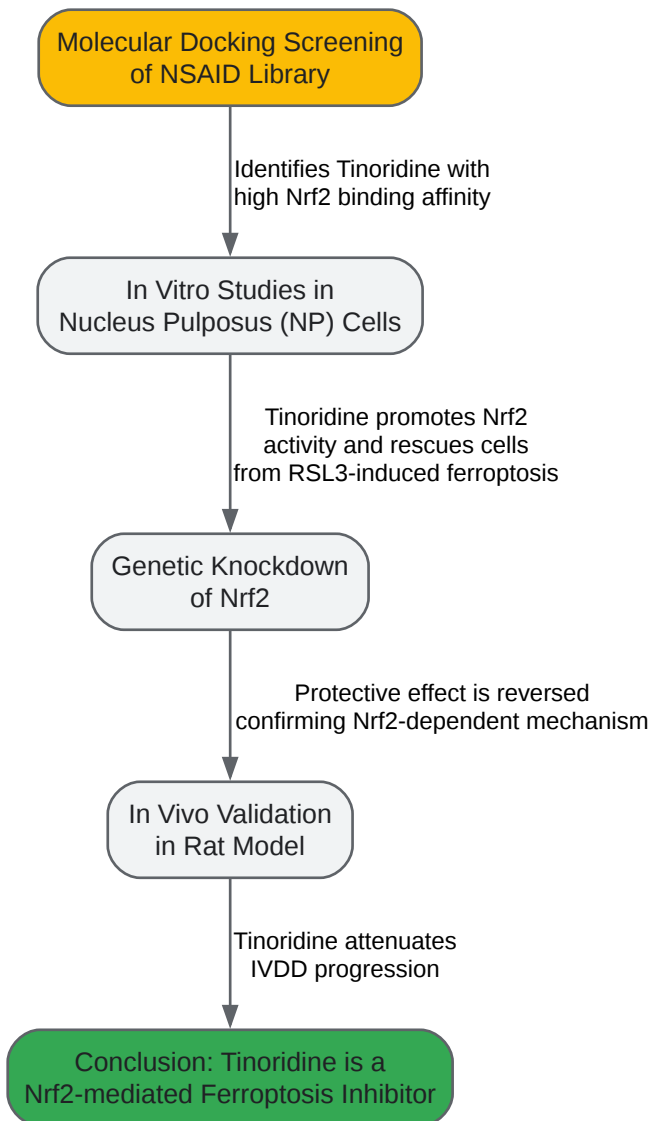 Molecular Docking Screening
of NSAID Library
Identifies Tinoridine with
high Nrf2 binding affinity
In Vitro Studies in
Nucleus Pulposus (NP) Cells
Tinoridine promotes Nrf2
activity and rescues cells
from RSL3-induced ferroptosis
Genetic Knockdown
of Nrf2
Protective effect is reversed
confirming Nrf2-dependent mechanism
In Vivo Validation
in Rat Model
Tinoridine attenuates
IVDD progression
Conclusion: Tinoridine is a
Nrf2-mediated Ferroptosis Inhibitor